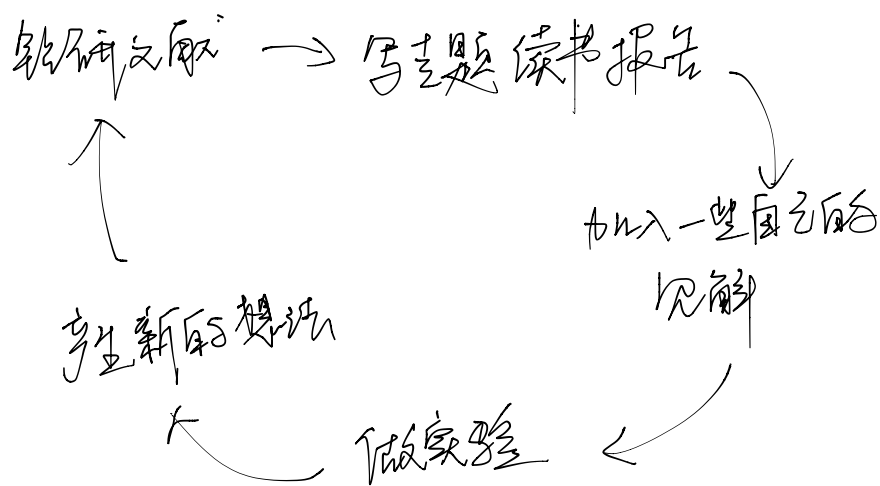 钻研文献
写专题读书报告
加入一些自己的
见解
做实验
产生新的想法